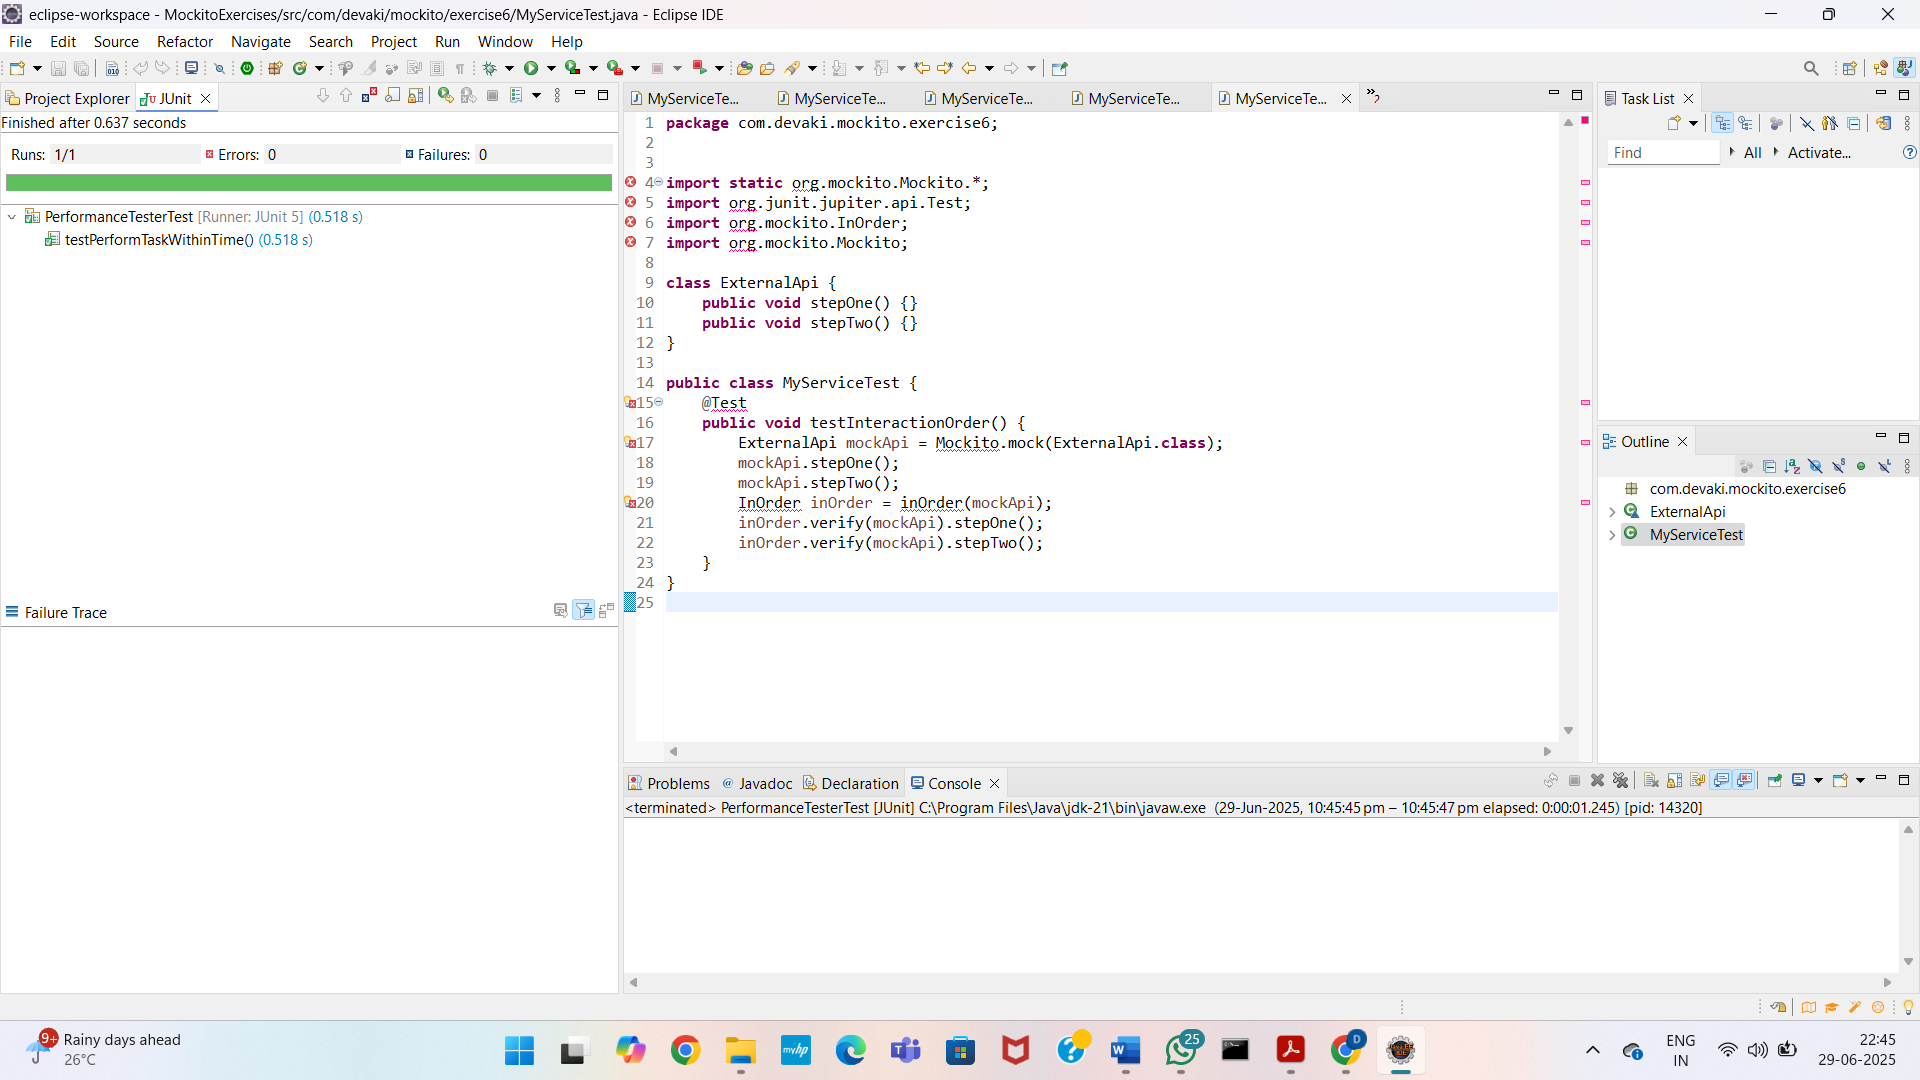 eclipse-workspace - MockitoExercises/src/com/devaki/mockito/exercise6/MyServiceTest.java - Eclipse IDE
File Edit Source Refactor Navigate Search Project Run Window Help
Project Explorer JUnit
Finished after 0.637 seconds
Runs: 1/1 Errors: 0 Failures: 0
PerformanceTesterTest [Runner: JUnit 5] (0.518 s)
testPerformTaskWithinTime() (0.518 s)
Failure Trace
MyServiceTe... MyServiceTe... MyServiceTe... MyServiceTe... MyServiceTe... 7
1 package com.devaki.mockito.exercise6;
2
3
4 import static org.mockito.Mockito.*;
5 import org.junit.jupiter.api.Test;
6 import org.mockito.InOrder;
7 import org.mockito.Mockito;
8
9 class ExternalApi {
10 public void stepOne() {}
11 public void stepTwo() {}
12 }
13
14 public class MyServiceTest {
15 @Test
16 public void testInteractionOrder() {
17 ExternalApi mockApi = Mockito.mock(ExternalApi.class);
18 mockApi.stepOne();
19 mockApi.stepTwo();
20 InOrder inOrder = inOrder(mockApi);
21 inOrder.verify(mockApi).stepOne();
22 inOrder.verify(mockApi).stepTwo();
23 }
24 }
25
Task List
Find All Activate...
Outline
com.devaki.mockito.exercise6
ExternalApi
MyServiceTest
Problems Javadoc Declaration Console
<terminated> PerformanceTesterTest [JUnit] C:\Program Files\Java\jdk-21\bin\javaw.exe (29-Jun-2025, 10:45:45 pm – 10:45:47 pm elapsed: 0:00:01.245) [pid: 14320]
9+ Rainy days ahead
26°C
myhp
25
D
ENG
IN
22:45
29-06-2025